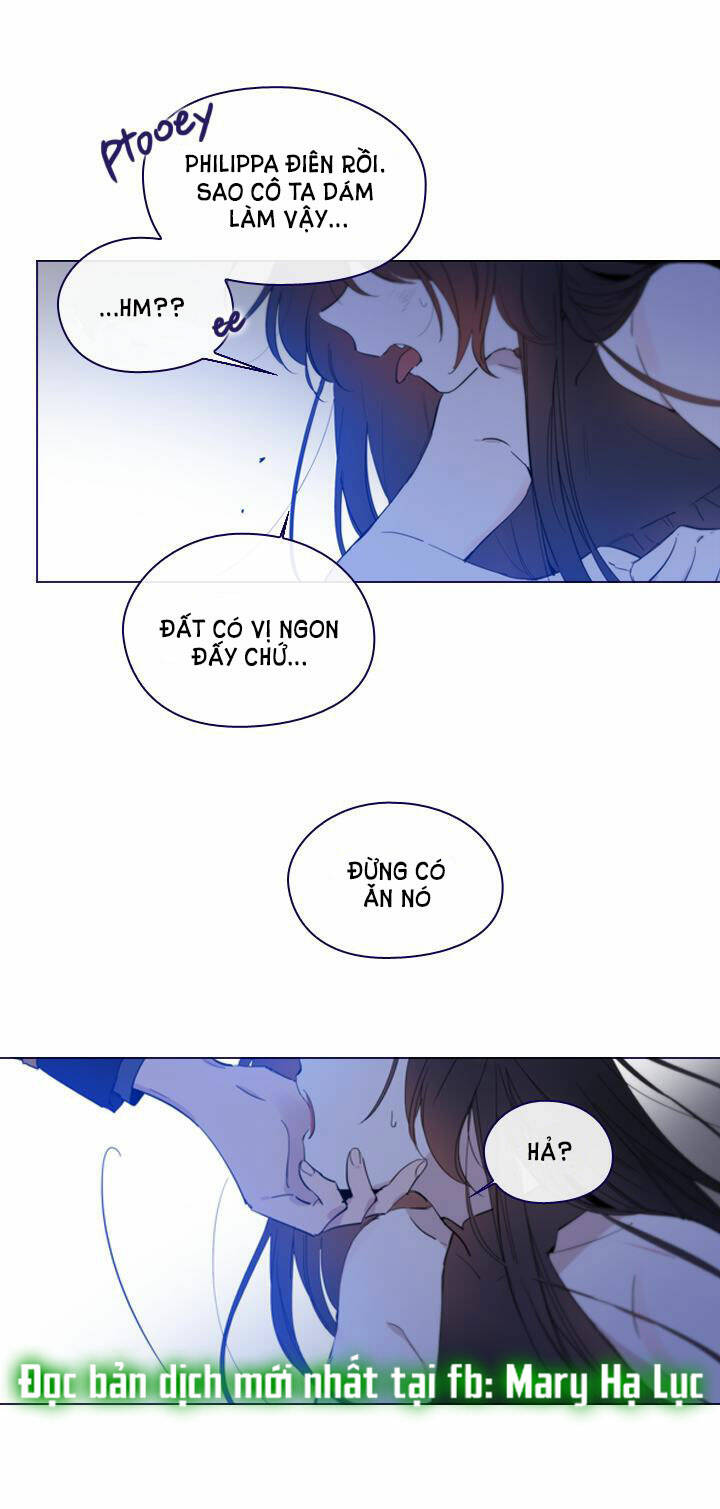 ptooey
PHILIPPA ĐIÊN RỒI.
SAO CÔ TA DÁM
LÀM VẬY...
...HM??
ee
ĐẤT CÓ VỊ NGON
ĐẤY CHỨ...
ĐỪNG CÓ
ĂN NÓ
HẢ?
Đọc bản dịch mới nhất tại fb: Mary Hạ Lục